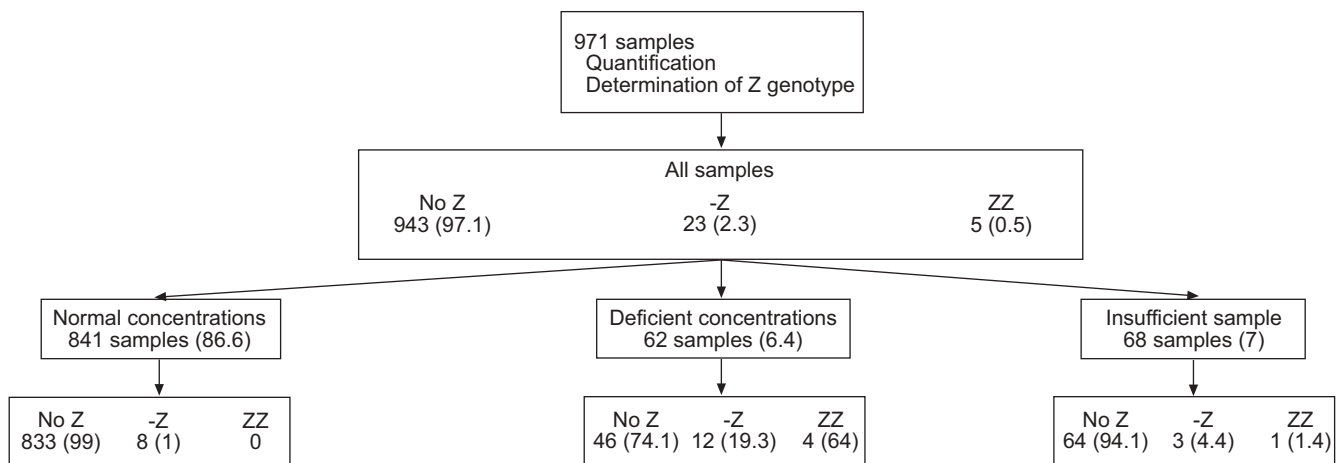 971 samples
Quantification
Determination of Z genotype
All samples
No Z -Z ZZ
943 (97.1) 23 (2.3) 5 (0.5)
Normal concentrations
841 samples (86.6)
Deficient concentrations
62 samples (6.4)
Insufficient sample
68 samples (7)
No Z -Z ZZ
833 (99) 8 (1) 0
No Z -Z ZZ
46 (74.1) 12 (19.3) 4 (64)
No Z -Z ZZ
64 (94.1) 3 (4.4) 1 (1.4)